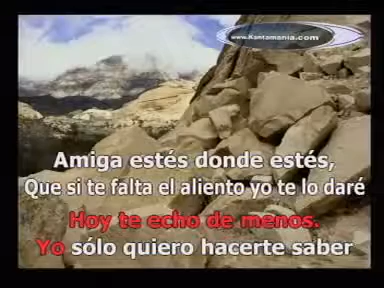 www.Kantamania.com
Amiga estés donde estés,
Que si te falta el aliento yo te lo daré
Hoy te echo de menos.
Yo sólo quiero hacerte saber